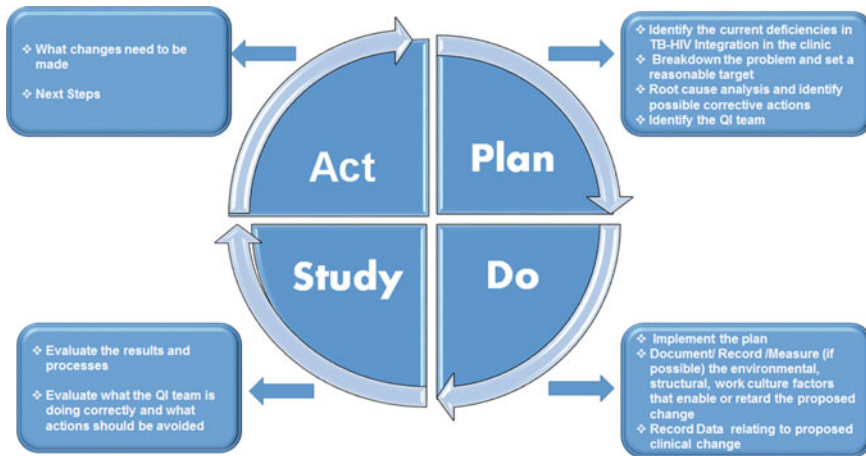 ❖ What changes need to be
made
❖ Next Steps
Act
Plan
❖ Identify the current deficiencies in
TB-HIV Integration in the clinic
❖ Breakdown the problem and set a
reasonable target
❖ Root cause analysis and identify
possible corrective actions
❖ Identify the QI team
Study
Do
❖ Evaluate the results and
processes
❖ Evaluate what the QI team is
doing correctly and what
actions should be avoided
❖ Implement the plan
❖ Document/ Record /Measure (if
possible) the environmental,
structural, work culture factors
that enable or retard the proposed
change
❖ Record Data relating to proposed
clinical change